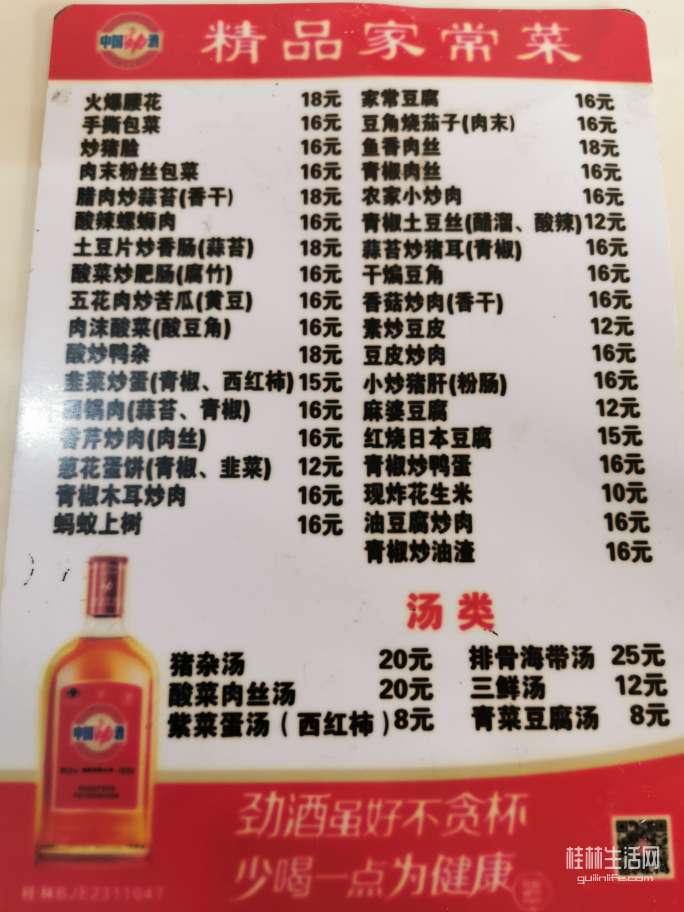 中国劲酒
精品家常菜
火爆腰花 18元
手撕包菜 16元
炒猪脸 16元
肉末粉丝包菜 16元
腊肉炒蒜苔(香干) 18元
酸辣螺蛳肉 16元
土豆片炒香肠(蒜苔) 18元
酸菜炒肥肠(腐竹) 16元
五花肉炒苦瓜(黄豆) 16元
肉沫酸菜(酸豆角) 16元
酸炒鸭杂 18元
韭菜炒蛋(青椒、西红柿) 15元
回锅肉(蒜苔、青椒) 16元
香芹炒肉(肉丝) 16元
葱花蛋饼(青椒、韭菜) 12元
青椒木耳炒肉 16元
蚂蚁上树 16元
家常豆腐 16元
豆角烧茄子(肉末) 16元
鱼香肉丝 18元
青椒肉丝 16元
农家小炒肉 16元
青椒土豆丝(醋溜、酸辣) 12元
蒜苔炒猪耳(青椒) 16元
干煸豆角 16元
香菇炒肉(香干) 16元
素炒豆皮 12元
豆皮炒肉 16元
小炒猪肝(粉肠) 16元
麻婆豆腐 12元
红烧日本豆腐 15元
青椒炒鸭蛋 16元
现炸花生米 10元
油豆腐炒肉 16元
青椒炒油渣 16元
汤类
猪杂汤 20元
酸菜肉丝汤 20元
紫菜蛋汤（西红柿） 8元
排骨海带汤 25元
三鲜汤 12元
青菜豆腐汤 8元
中国劲酒
劲酒虽好不贪杯
少喝一点为健康
桂林BJE2311047
桂林生活网
guilinlife.com